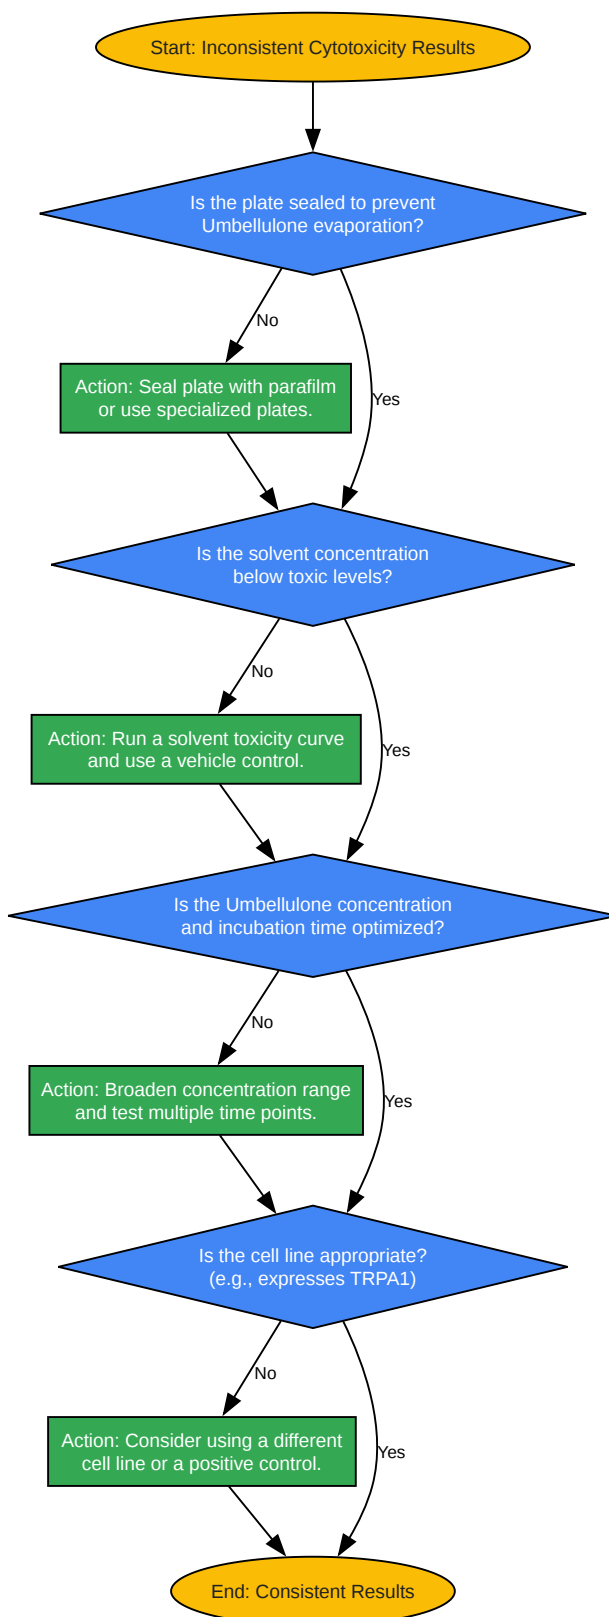 Start: Inconsistent Cytotoxicity Results
Is the plate sealed to prevent
Umbellulone evaporation?
No
Action: Seal plate with parafilm
or use specialized plates.
Yes
Is the solvent concentration
below toxic levels?
No
Action: Run a solvent toxicity curve
and use a vehicle control.
Yes
Is the Umbellulone concentration
and incubation time optimized?
No
Action: Broaden concentration range
and test multiple time points.
Yes
Is the cell line appropriate?
(e.g., expresses TRPA1)
No
Action: Consider using a different
cell line or a positive control.
Yes
End: Consistent Results